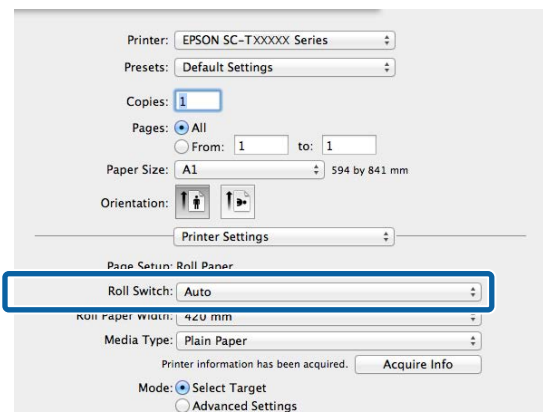 Printer: EPSON SC-TXXXXX Series
Presets: Default Settings
Copies: 1
Pages: All
From: 1 to: 1
Paper Size: A1 594 by 841 mm
Orientation:
Printer Settings
Page Setup: Roll Paper
Roll Switch: Auto
Roll Paper Width: 420 mm
Media Type: Plain Paper
Printer information has been acquired. Acquire Info
Mode: Select Target
Advanced Settings